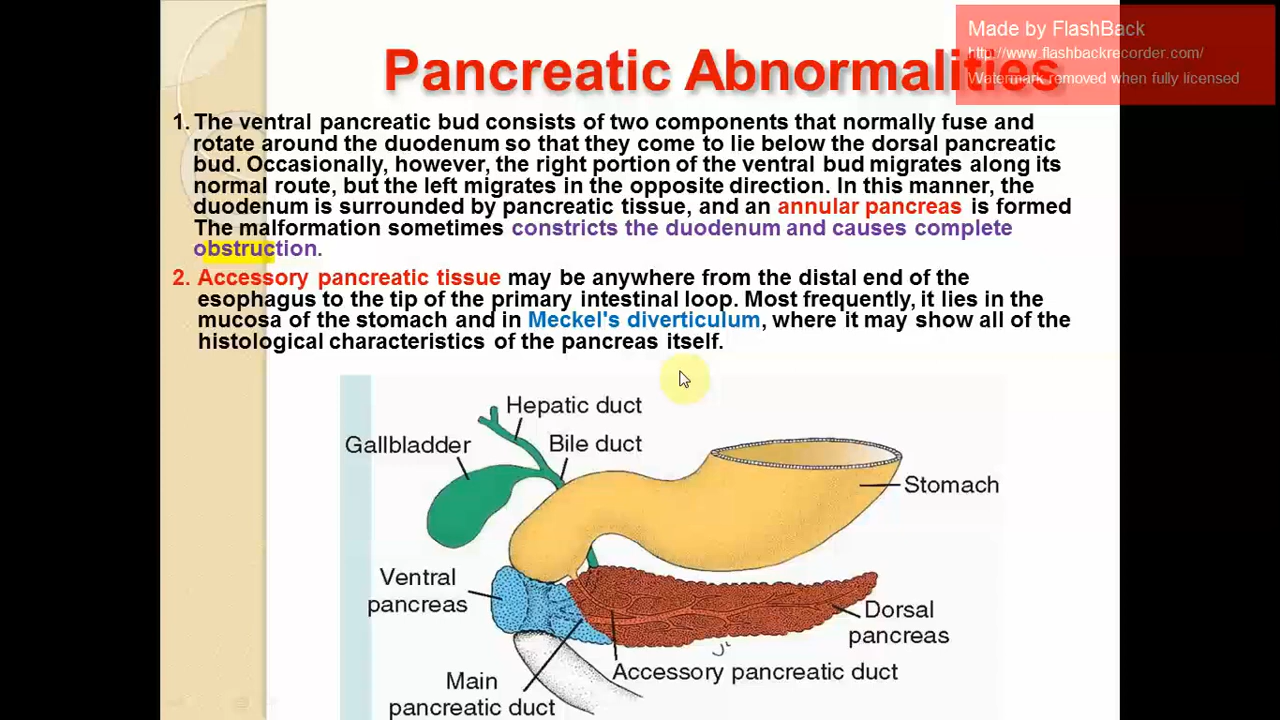 Made by FlashBack
http://www.flashbackrecorder.com/
Watermark removed when fully licensed
Pancreatic Abnormalities
1. The ventral pancreatic bud consists of two components that normally fuse and
rotate around the duodenum so that they come to lie below the dorsal pancreatic
bud. Occasionally, however, the right portion of the ventral bud migrates along its
normal route, but the left migrates in the opposite direction. In this manner, the
duodenum is surrounded by pancreatic tissue, and an annular pancreas is formed
The malformation sometimes constricts the duodenum and causes complete
obstruction.
2. Accessory pancreatic tissue may be anywhere from the distal end of the
esophagus to the tip of the primary intestinal loop. Most frequently, it lies in the
mucosa of the stomach and in Meckel's diverticulum, where it may show all of the
histological characteristics of the pancreas itself.
Hepatic duct
Gallbladder
Bile duct
Stomach
Ventral
pancreas
Dorsal
pancreas
Accessory pancreatic duct
Main
pancreatic duct